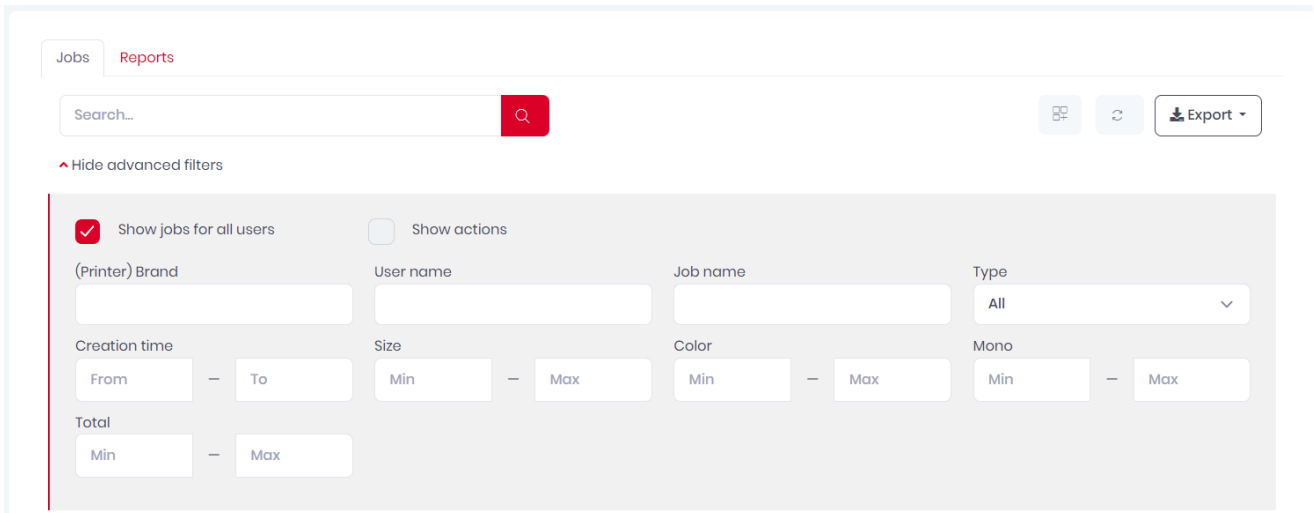 Jobs Reports
Search... Export
Hide advanced filters
Show jobs for all users Show actions
(Printer) Brand User name Job name Type
All
Creation time Size Color Mono
From — To Min — Max Min — Max Min — Max
Total
Min — Max